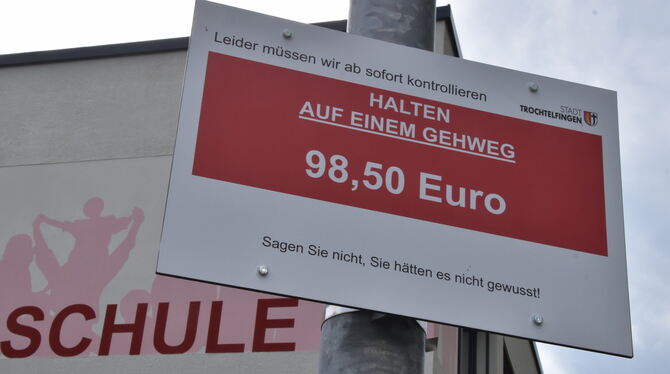 Leider müssen wir ab sofort kontrollieren
STADT
TROCHTELFINGEN
HALTEN
AUF EINEM GEHWEG
98,50 Euro
Sagen Sie nicht, Sie hätten es nicht gewusst!
SCHULE